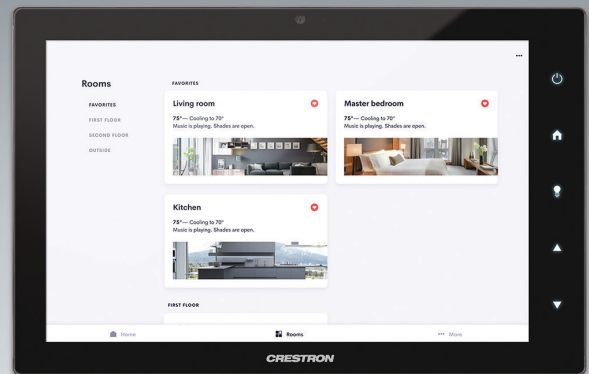 •••
Rooms
FAVORITES
FIRST FLOOR
SECOND FLOOR
OUTSIDE
FAVORITES
Living room
75°— Cooling to 70°
Music is playing. Shades are open.
Master bedroom
75°— Cooling to 70°
Music is playing. Shades are open.
Kitchen
75°— Cooling to 70°
Music is playing. Shades are open.
FIRST FLOOR
Home
Rooms
••• More
CRESTRON